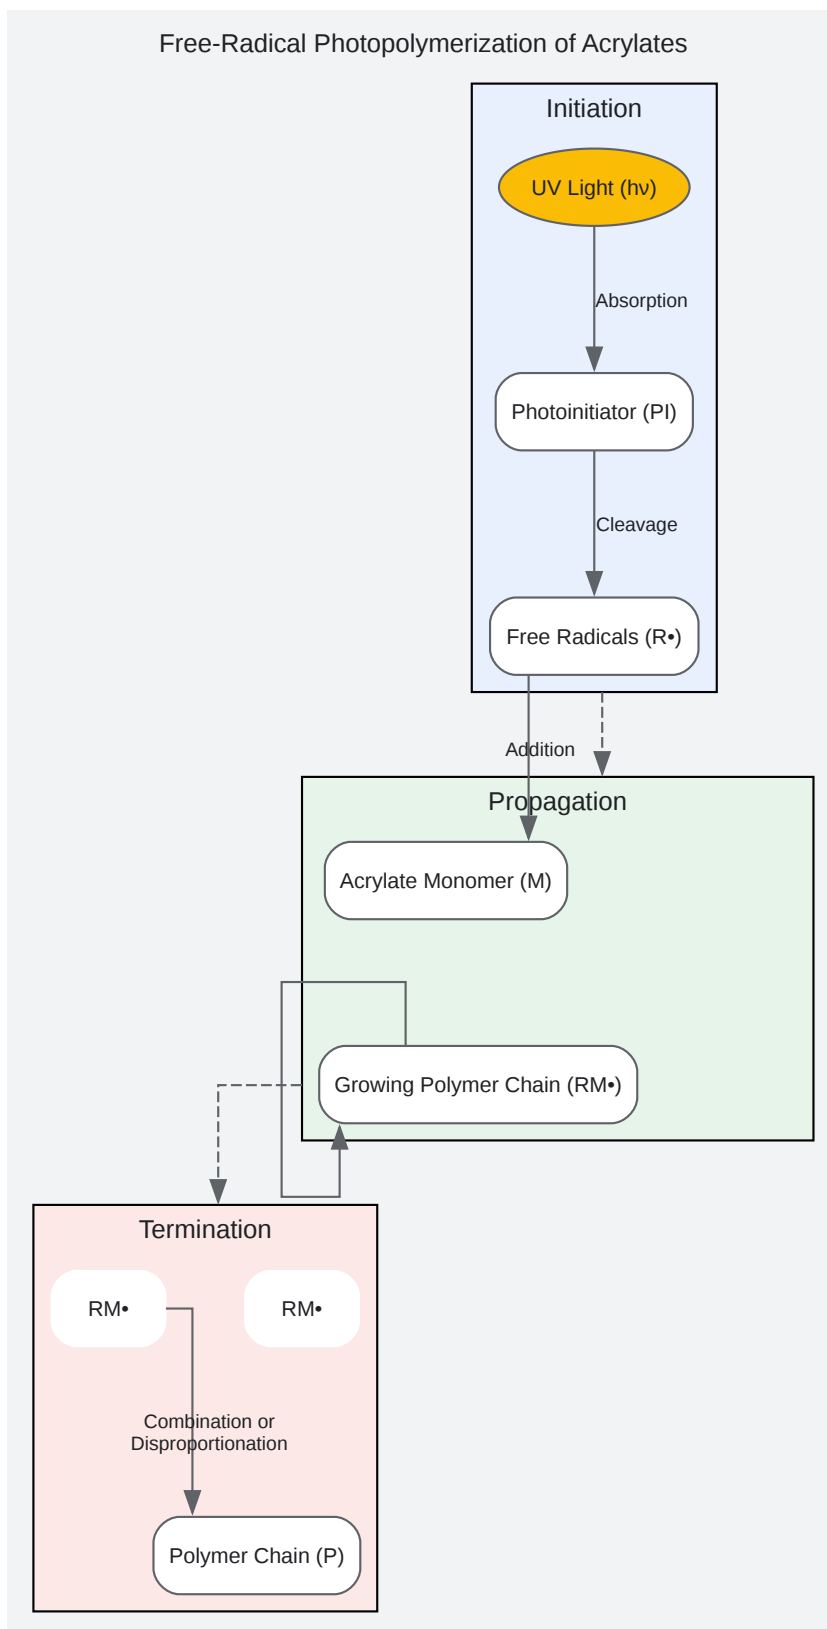 Free-Radical Photopolymerization of Acrylates
Initiation
UV Light (hν)
Absorption
Photoinitiator (PI)
Cleavage
Free Radicals (R•)
Addition
Propagation
Acrylate Monomer (M)
Growing Polymer Chain (RM•)
Termination
RM•
RM•
Combination or
Disproportionation
Polymer Chain (P)